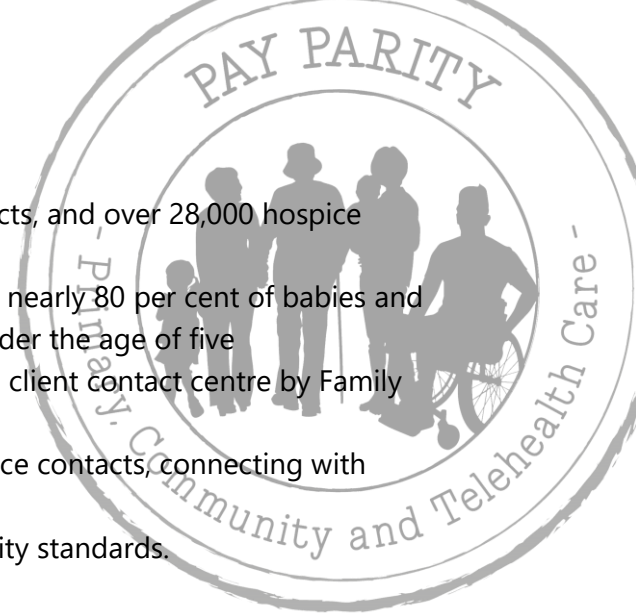 PAY PARITY
cts, and over 28,000 hospice
nearly 80 per cent of babies and
der the age of five
client contact centre by Family
ce contacts, connecting with
ity standards.
- Primary, Community and Telehealth Care -